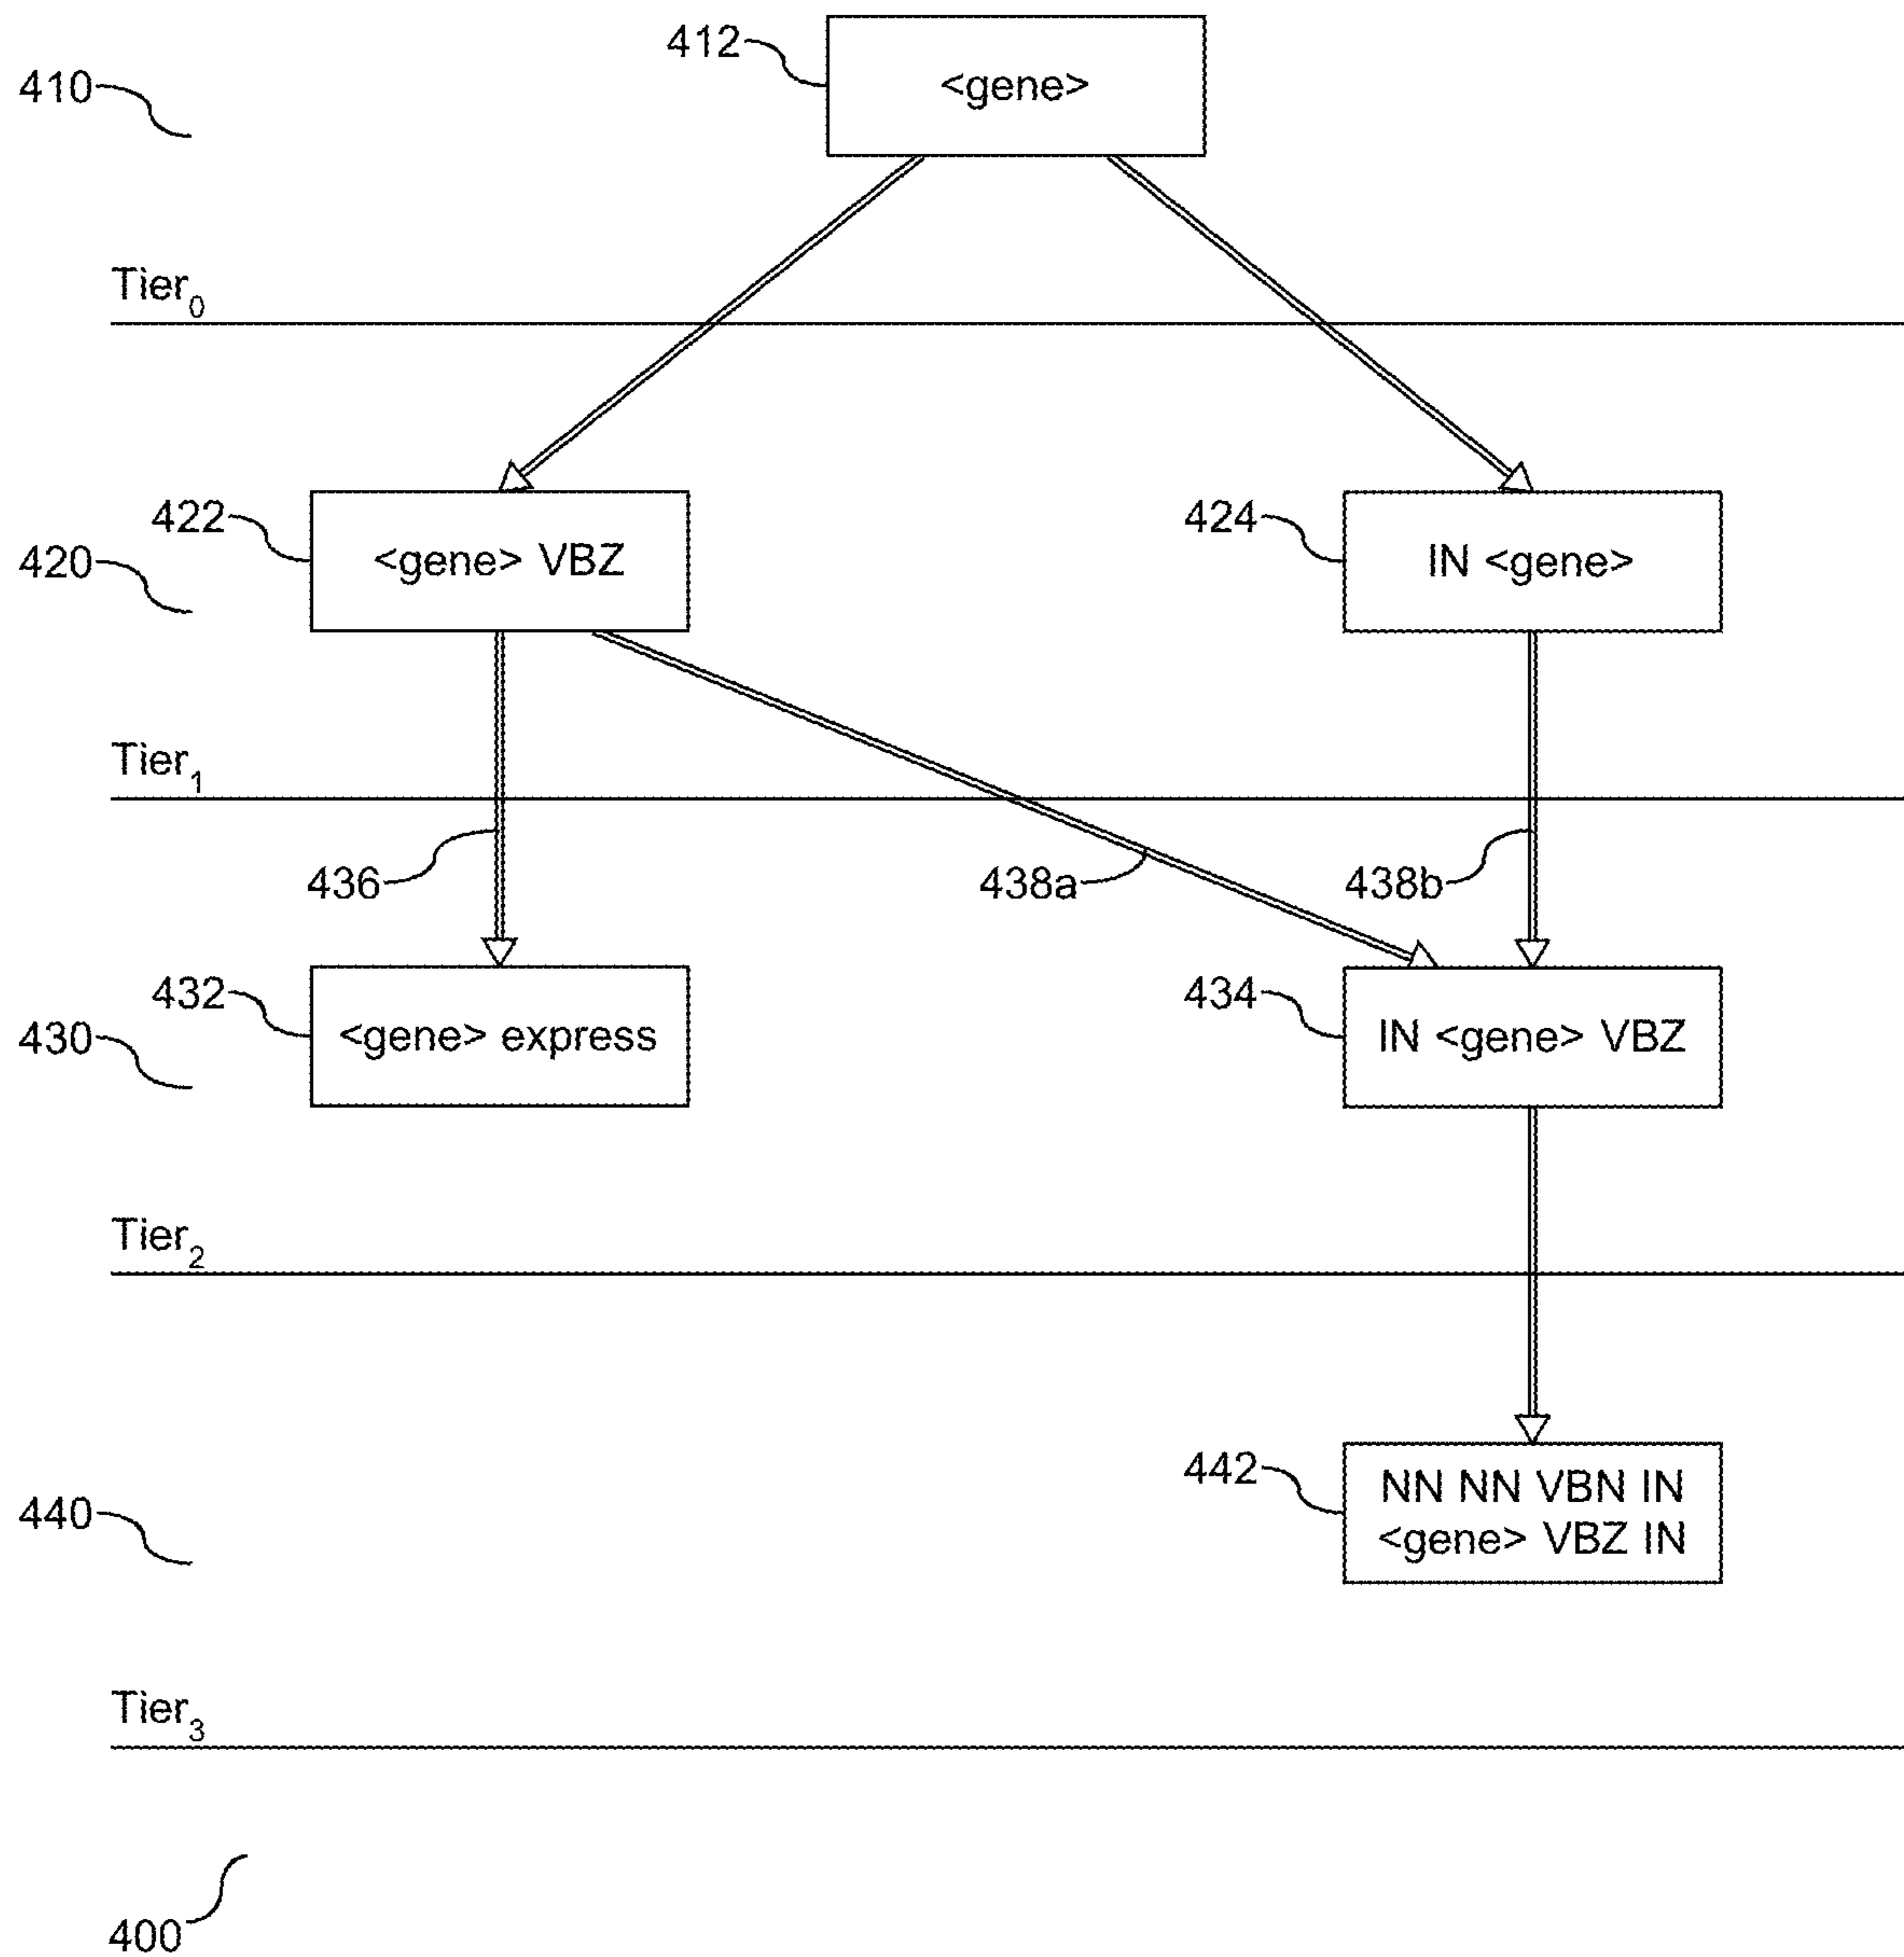 412
<gene>
410
Tier0
422
<gene> VBZ
424
IN <gene>
420
Tier1
436
438a
438b
432
<gene> express
434
IN <gene> VBZ
430
Tier2
442
NN NN VBN IN
<gene> VBZ IN
440
Tier3
400